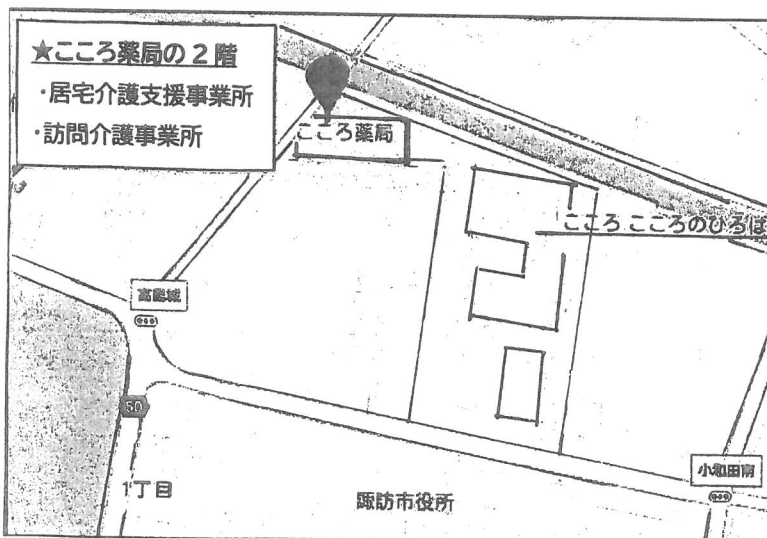 ★こころ薬局の2階
・居宅介護支援事業所
・訪問介護事業所
こころ薬局
こころ こころのひろば
高島城
50
小和田南
1丁目
諏訪市役所